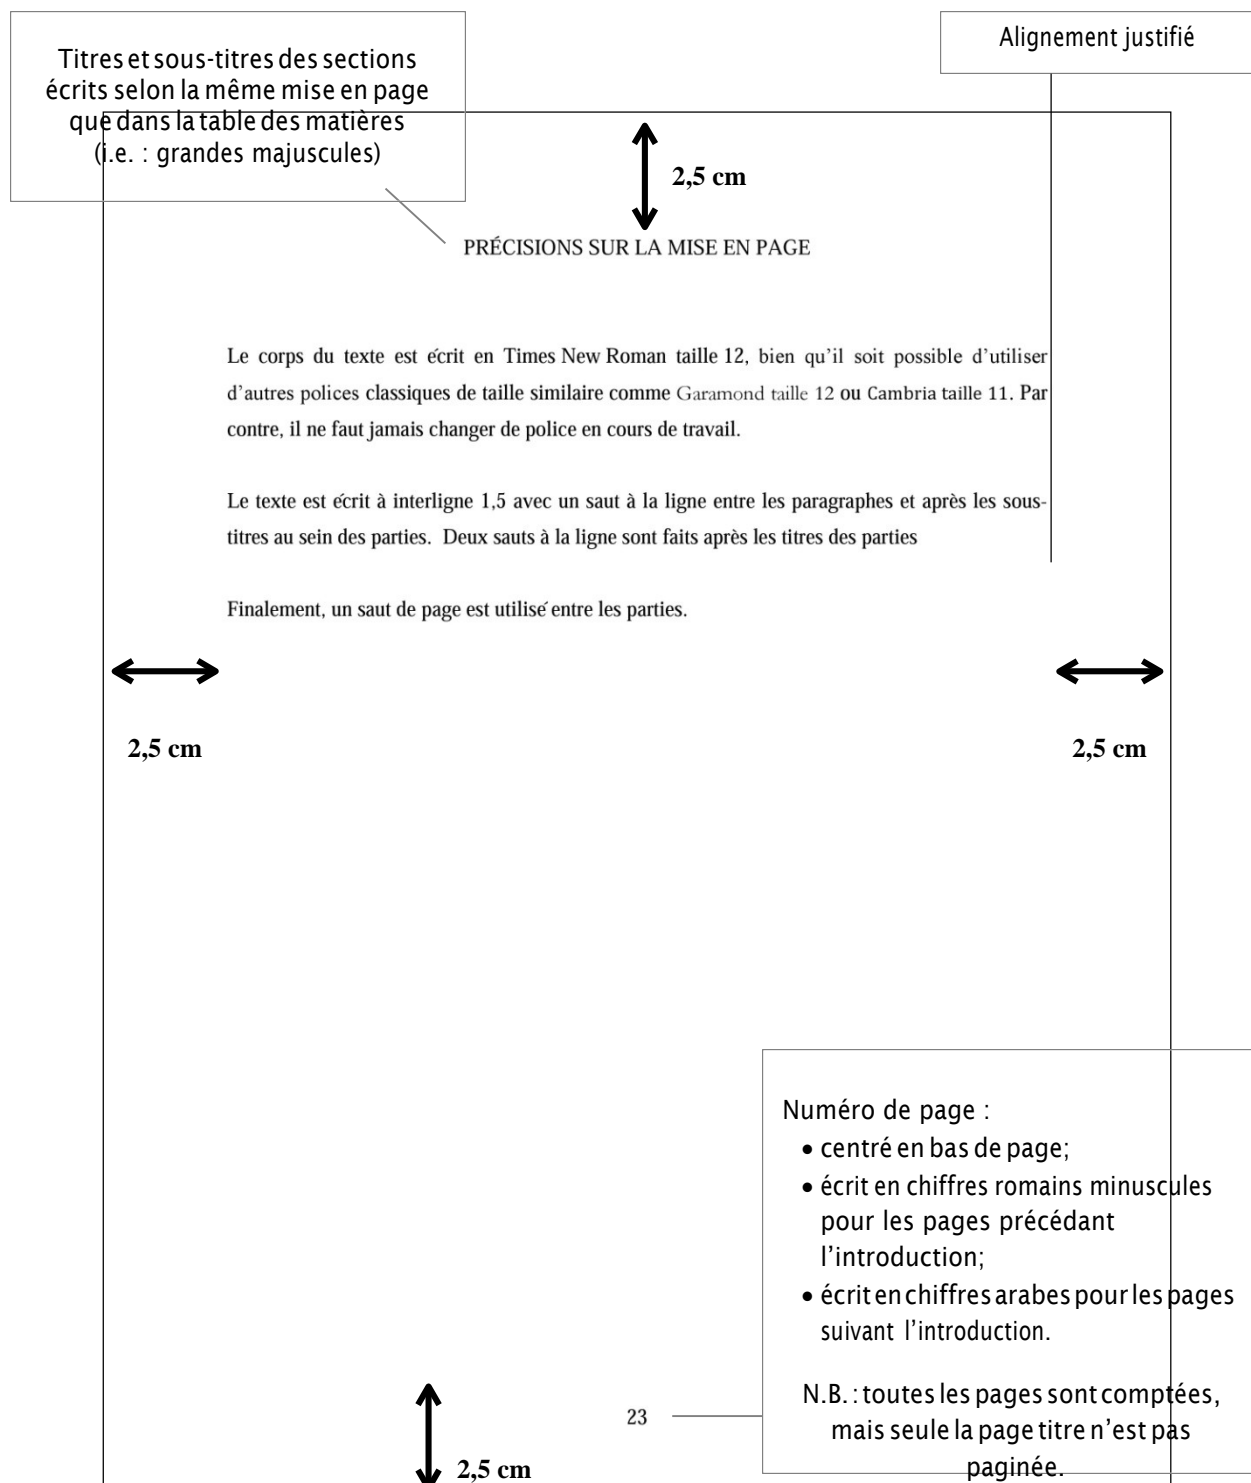 Titres et sous-titres des sections
écrits selon la même mise en page
que dans la table des matières
(i.e. : grandes majuscules)
Alignement justifié
2,5 cm
PRÉCISIONS SUR LA MISE EN PAGE
Le corps du texte est écrit en Times New Roman taille 12, bien qu’il soit possible d’utiliser
d’autres polices classiques de taille similaire comme Garamond taille 12 ou Cambria taille 11. Par
contre, il ne faut jamais changer de police en cours de travail.
Le texte est écrit à interligne 1,5 avec un saut à la ligne entre les paragraphes et après les sous-
titres au sein des parties. Deux sauts à la ligne sont faits après les titres des parties
Finalement, un saut de page est utilisé entre les parties.
2,5 cm
2,5 cm
Numéro de page :
• centré en bas de page;
• écrit en chiffres romains minuscules
pour les pages précédant
l’introduction;
• écrit en chiffres arabes pour les pages
suivant l’introduction.
N.B. : toutes les pages sont comptées,
mais seule la page titre n’est pas
paginée.
23
2,5 cm